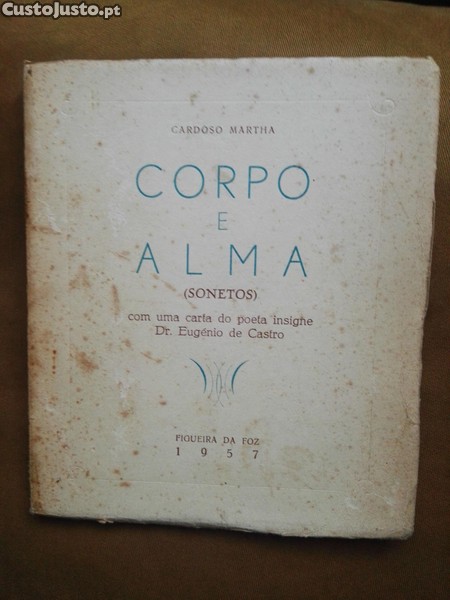 CustoJusto.pt
CARDOSO MARTHA
CORPO
E
ALMA
(SONETOS)
com uma carta do poeta insigne
Dr. Eugénio de Castro
FIGUEIRA DA FOZ
1957